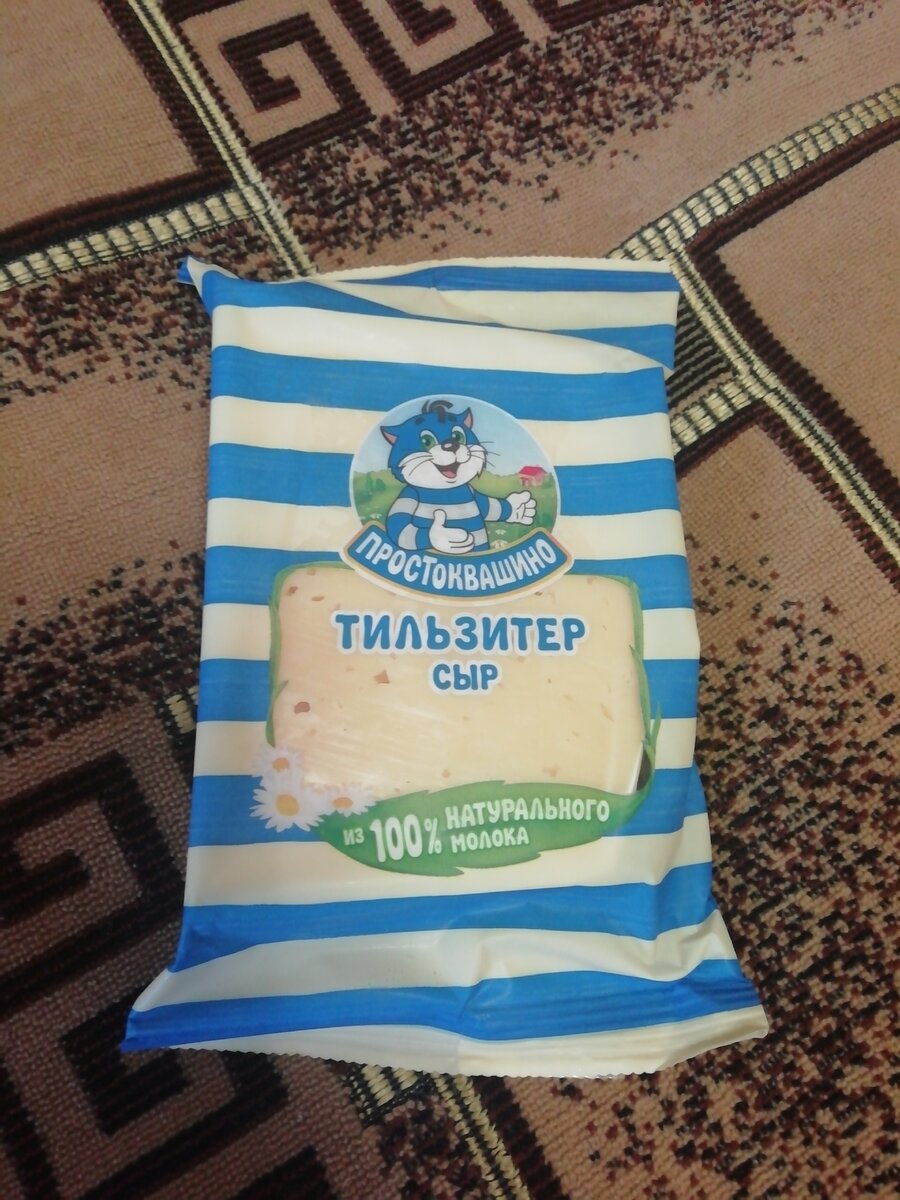 ПРОСТОКВАШИНО
ТИЛЬЗИТЕР
СЫР
из 100% НАТУРАЛЬНОГО
МОЛОКА